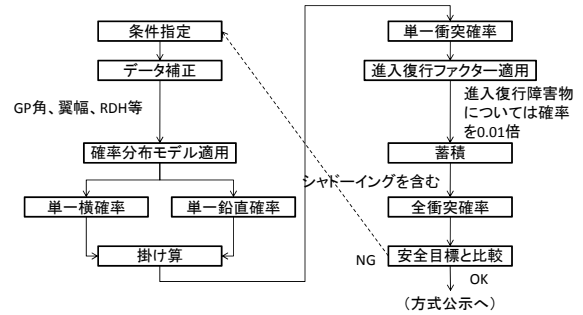 条件指定
データ補正
GP角、翼幅、RDH等
確率分布モデル適用
単一横確率
単一鉛直確率
掛け算
単一衝突確率
進入復行ファクター適用
進入復行障害物
については確率
を0.01倍
蓄積
シャドーイングを含む
全衝突確率
安全目標と比較
NG
OK
(方式公示へ)